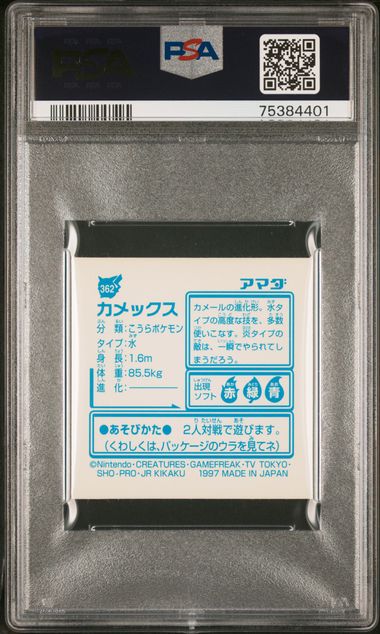 PSA
PSA
75384401
362
アマダ
カメックス
分類:こうらポケモン
タイプ:水
身長:1.6m
体重:85.5kg
進化:
カメールの進化形。水タ
イプの高度な技を、多数
使いこなす。炎タイプの
敵は、一瞬でやられてし
まうだろう。
出現
ソフト
赤 緑 青
●あそびかた● 2人対戦で遊びます。
(くわしくは、パッケージのウラを見てネ)
©Nintendo・CREATURES・GAMEFREAK・TV TOKYO・
SHO-PRO・JR KIKAKU 1997 MADE IN JAPAN